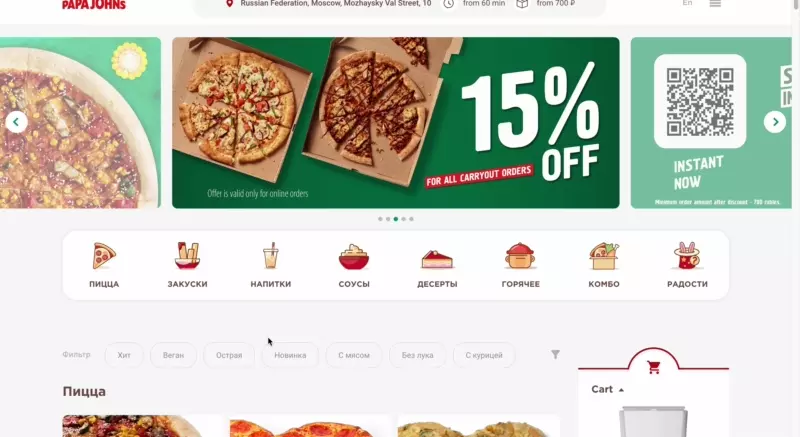 PAPA JOHNS
Russian Federation, Moscow, Mozhaysky Val Street, 10
from 60 min
from 700 ₽
En
15%
OFF
FOR ALL CARRYOUT ORDERS
Offer is valid only for online orders
INSTANT
NOW
Minimum order amount after discount - 700 rubles.
ПИЦЦА
ЗАКУСКИ
НАПИТКИ
СОУСЫ
ДЕСЕРТЫ
ГОРЯЧЕЕ
КОМБО
РАДОСТИ
Фильтр
Хит
Веган
Острая
Новинка
С мясом
Без лука
С курицей
Пицца
Cart